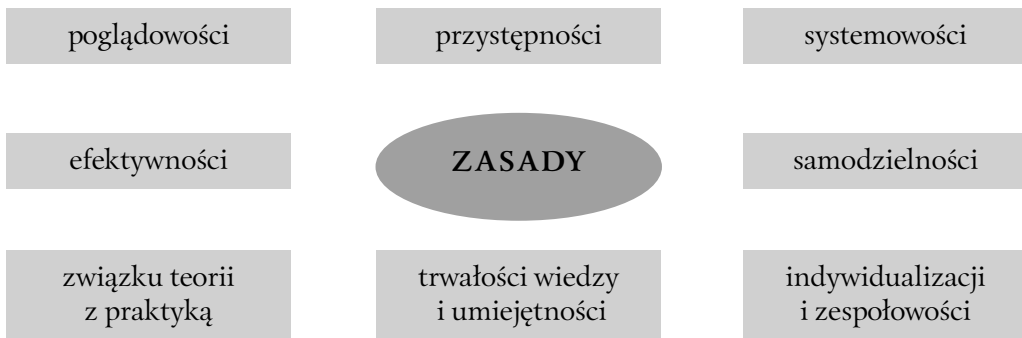 poglądowości
przystępności
systemowości
efektywności
ZASADY
samodzielności
związku teorii
z praktyką
trwałości wiedzy
i umiejętności
indywidualizacji
i zespołowości